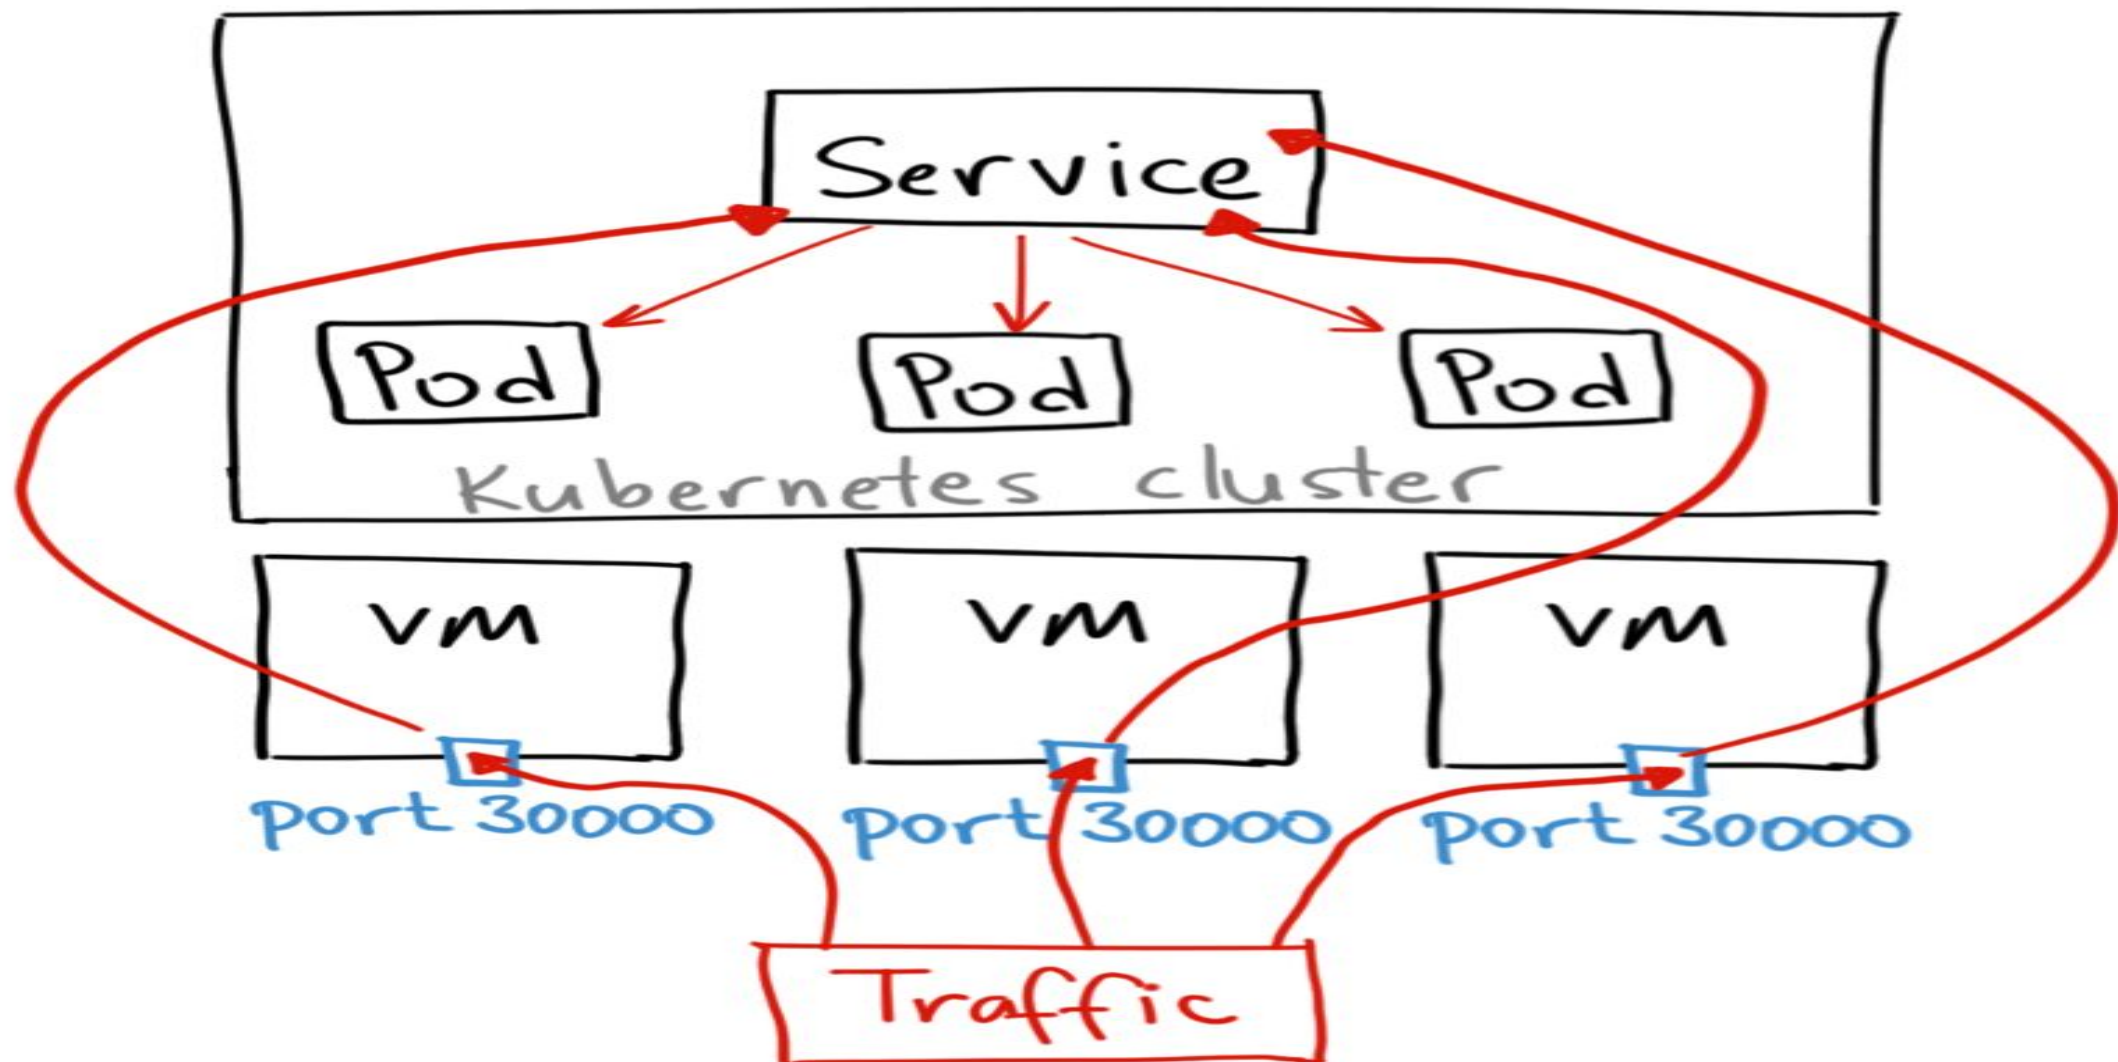 Service
Pod
Pod
Pod
Kubernetes cluster
VM
VM
VM
port 30000
port 30000
port 30000
Traffic